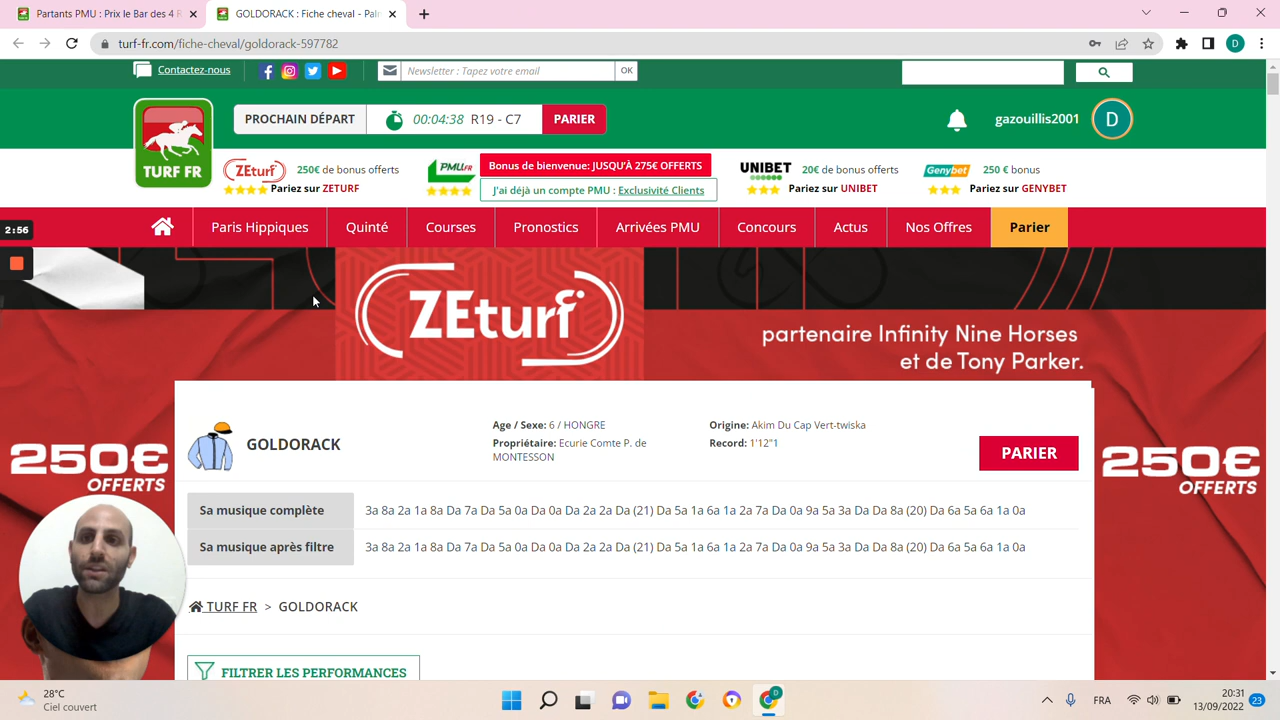 Partants PMU : Prix le Bar des 4 R
GOLDORACK : Fiche cheval - Pal
turf-fr.com/fiche-cheval/goldorack-597782
D
Contactez-nous
Newsletter : Tapez votre email
OK
TURF FR
PROCHAIN DÉPART
00:04:38 R19 - C7
PARIER
gazouillis2001
D
ZEturf
250€ de bonus offerts
Pariez sur ZETURF
PMU.FR
Bonus de bienvenue: JUSQU'À 275€ OFFERTS
J'ai déjà un compte PMU : Exclusivité Clients
UNIBET
20€ de bonus offerts
Pariez sur UNIBET
Genybet
250 € bonus
Pariez sur GENYBET
2:56
Paris Hippiques
Quinté
Courses
Pronostics
Arrivées PMU
Concours
Actus
Nos Offres
Parier
ZEturf
partenaire Infinity Nine Horses
et de Tony Parker.
250€
OFFERTS
250€
OFFERTS
GOLDORACK
Age / Sexe: 6 / HONGRE
Propriétaire: Ecurie Comte P. de
MONTESSON
Origine: Akim Du Cap Vert-twiska
Record: 1'12"1
PARIER
Sa musique complète
3a 8a 2a 1a 8a Da 7a Da 5a 0a Da 0a Da 2a 2a Da (21) Da 5a 1a 6a 1a 2a 7a Da 0a 9a 5a 3a Da Da 8a (20) Da 6a 5a 6a 1a 0a
Sa musique après filtre
3a 8a 2a 1a 8a Da 7a Da 5a 0a Da 0a Da 2a 2a Da (21) Da 5a 1a 6a 1a 2a 7a Da 0a 9a 5a 3a Da Da 8a (20) Da 6a 5a 6a 1a 0a
TURF FR > GOLDORACK
FILTRER LES PERFORMANCES
28°C
Ciel couvert
D
FRA
20:31
13/09/2022
23